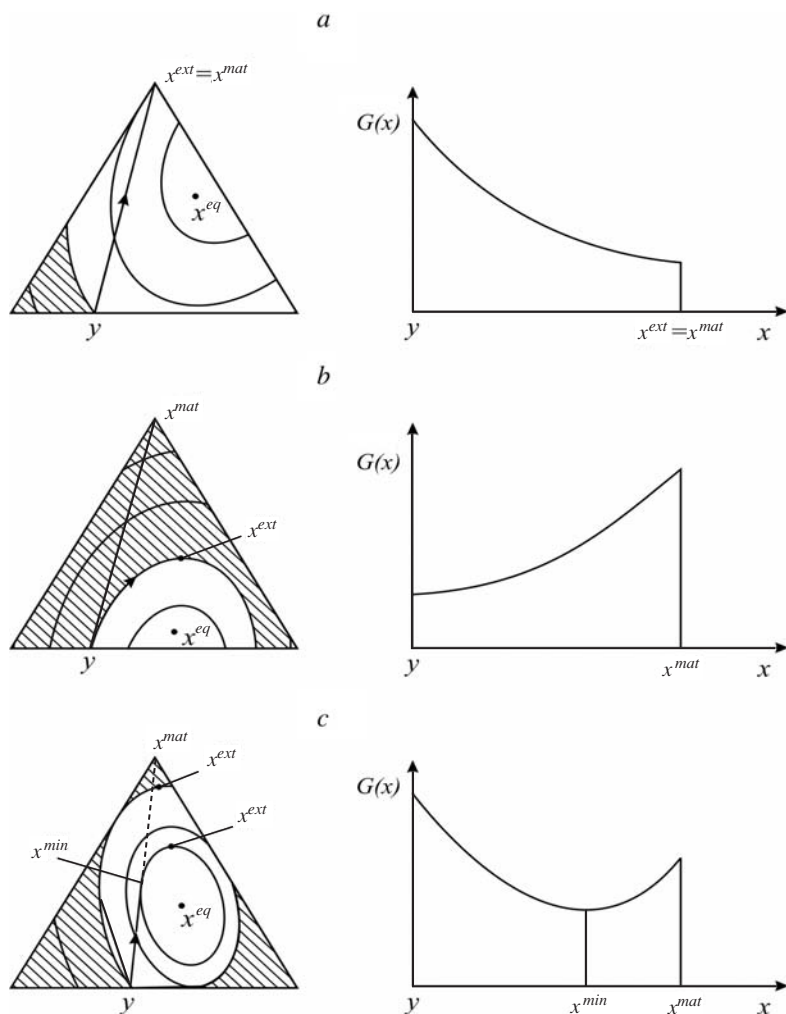 a
x^ext = x^mat
x^eq
y
G(x)
y
x^ext = x^mat
x
b
x^mat
x^ext
x^eq
y
G(x)
y
x^mat
x
c
x^mat
x^ext
x^ext
x^min
x^eq
y
G(x)
y
x^min
x^mat
x